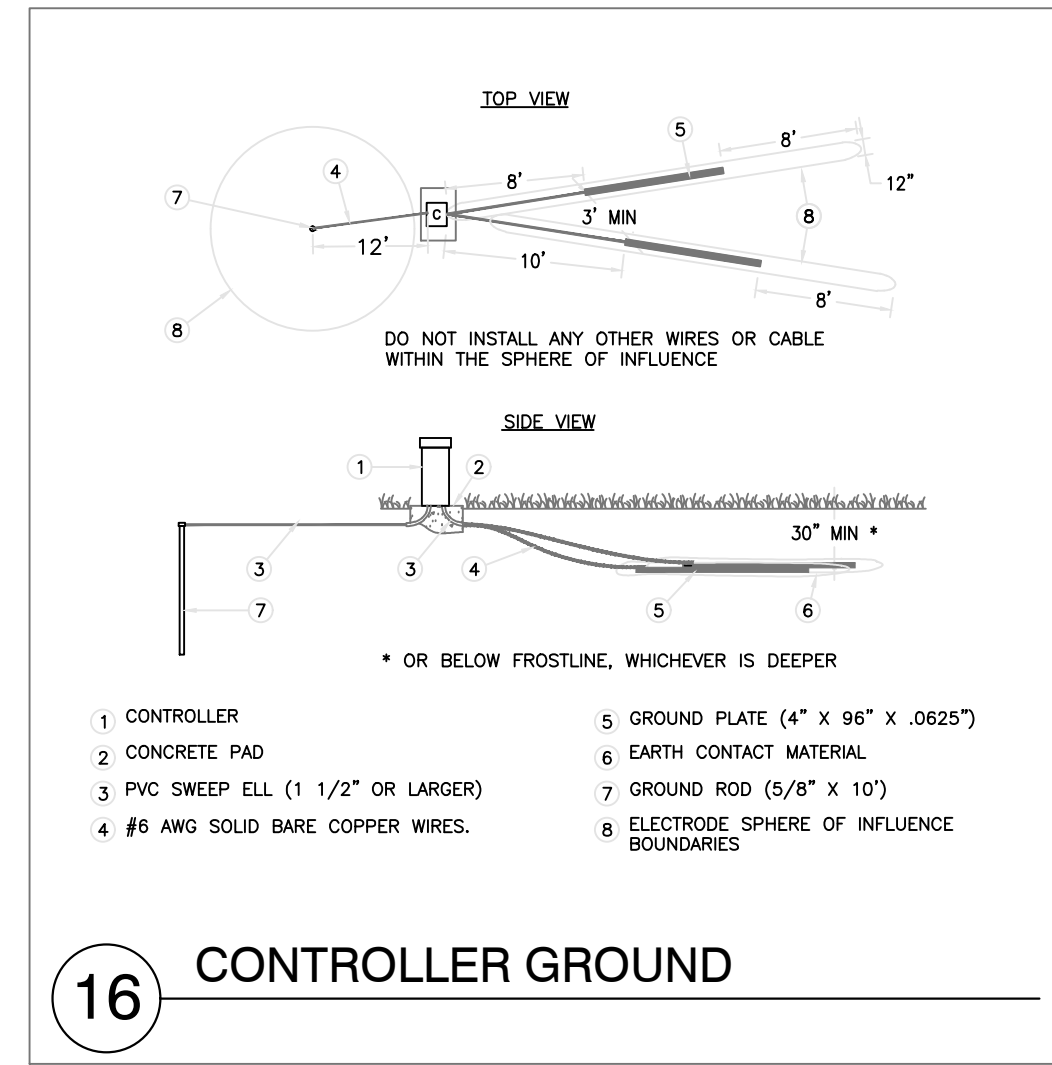 TOP VIEW
5
8'
4
8'
12"
7
C
3' MIN
8
12'
10'
8'
8
DO NOT INSTALL ANY OTHER WIRES OR CABLE
WITHIN THE SPHERE OF INFLUENCE
SIDE VIEW
1
2
30" MIN *
3
3
4
7
5
6
* OR BELOW FROSTLINE, WHICHEVER IS DEEPER
1 CONTROLLER
2 CONCRETE PAD
3 PVC SWEEP ELL (1 1/2" OR LARGER)
4 #6 AWG SOLID BARE COPPER WIRES.
5 GROUND PLATE (4" X 96" X .0625")
6 EARTH CONTACT MATERIAL
7 GROUND ROD (5/8" X 10')
8 ELECTRODE SPHERE OF INFLUENCE
BOUNDARIES
16 CONTROLLER GROUND